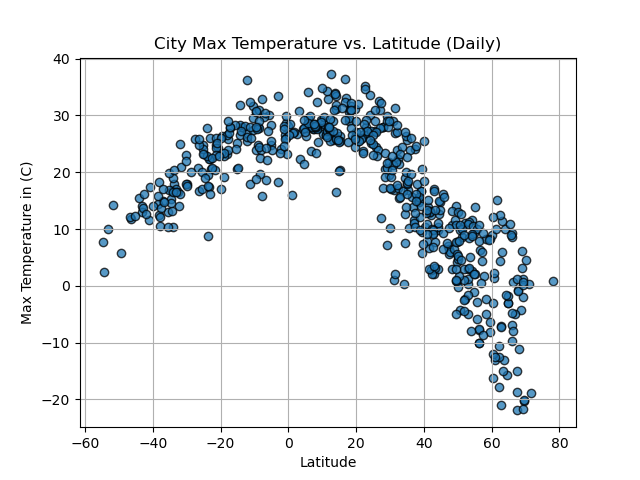 City Max Temperature vs. Latitude (Daily)
40
30
20
10
0
−10
−20
Max Temperature in (C)
−60 −40 −20 0 20 40 60 80
Latitude